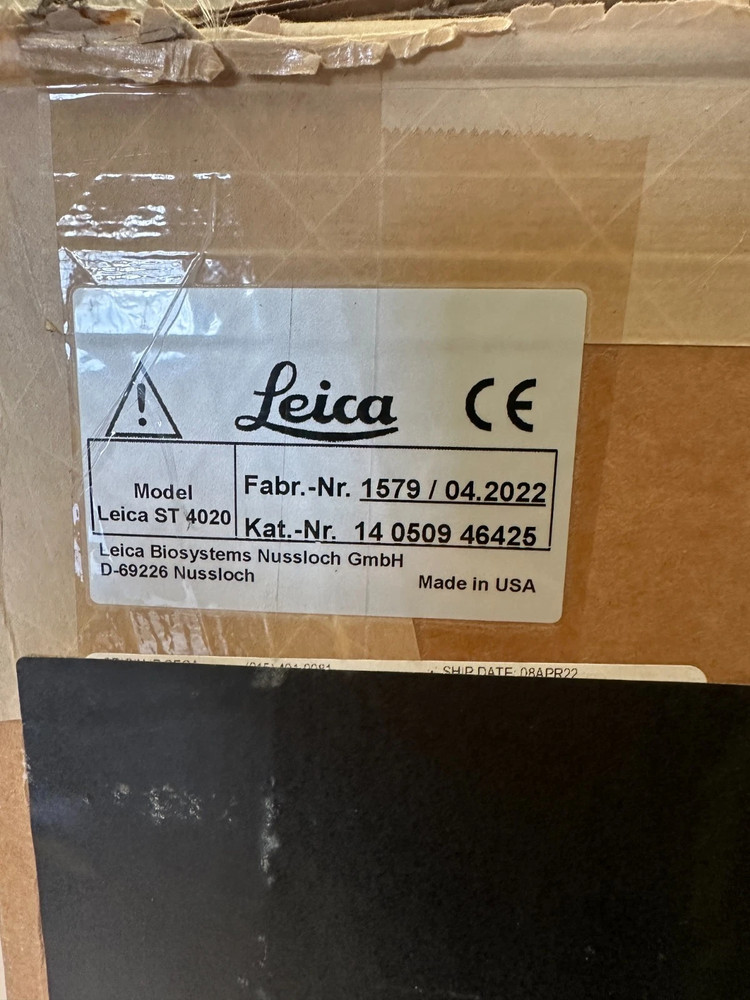 Leica CE
Model
Leica ST 4020
Fabr.-Nr. 1579 / 04.2022
Kat.-Nr. 14 0509 46425
Leica Biosystems Nussloch GmbH
D-69226 Nussloch
Made in USA
SHIP DATE: 08APR22